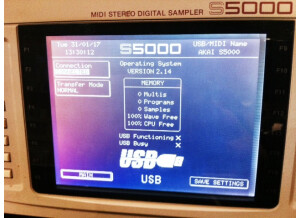 MIDI STEREO DIGITAL SAMPLER S5000
Tue 31/01/17
13:30:12
S5000
USB/MIDI Name
AKAI S5000
Connection
Operating System
VERSION 2.14
Transfer Mode
NORMAL
MEMORY
0 Multis
0 Programs
0 Samples
100% Wave Free
100% CPU Free
USB Functioning X
USB Busy X
USB
USB
MAIN
SAVE SETTINGS